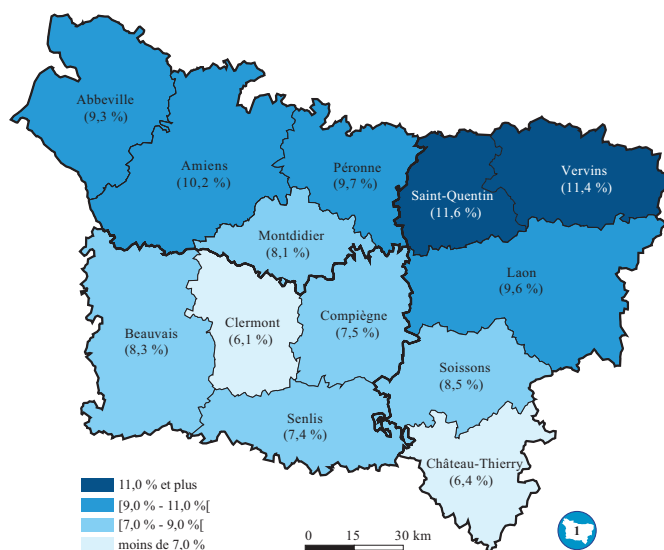 Abbeville
(9,3 %)
Amiens
(10,2 %)
Péronne
(9,7 %)
Saint-Quentin
(11,6 %)
Vervins
(11,4 %)
Montdidier
(8,1 %)
Laon
(9,6 %)
Beauvais
(8,3 %)
Clermont
(6,1 %)
Compiègne
(7,5 %)
Soissons
(8,5 %)
Senlis
(7,4 %)
Château-Thierry
(6,4 %)
11,0 % et plus
[9,0 % - 11,0 %[
[7,0 % - 9,0 %[
moins de 7,0 %
0 15 30 km
1